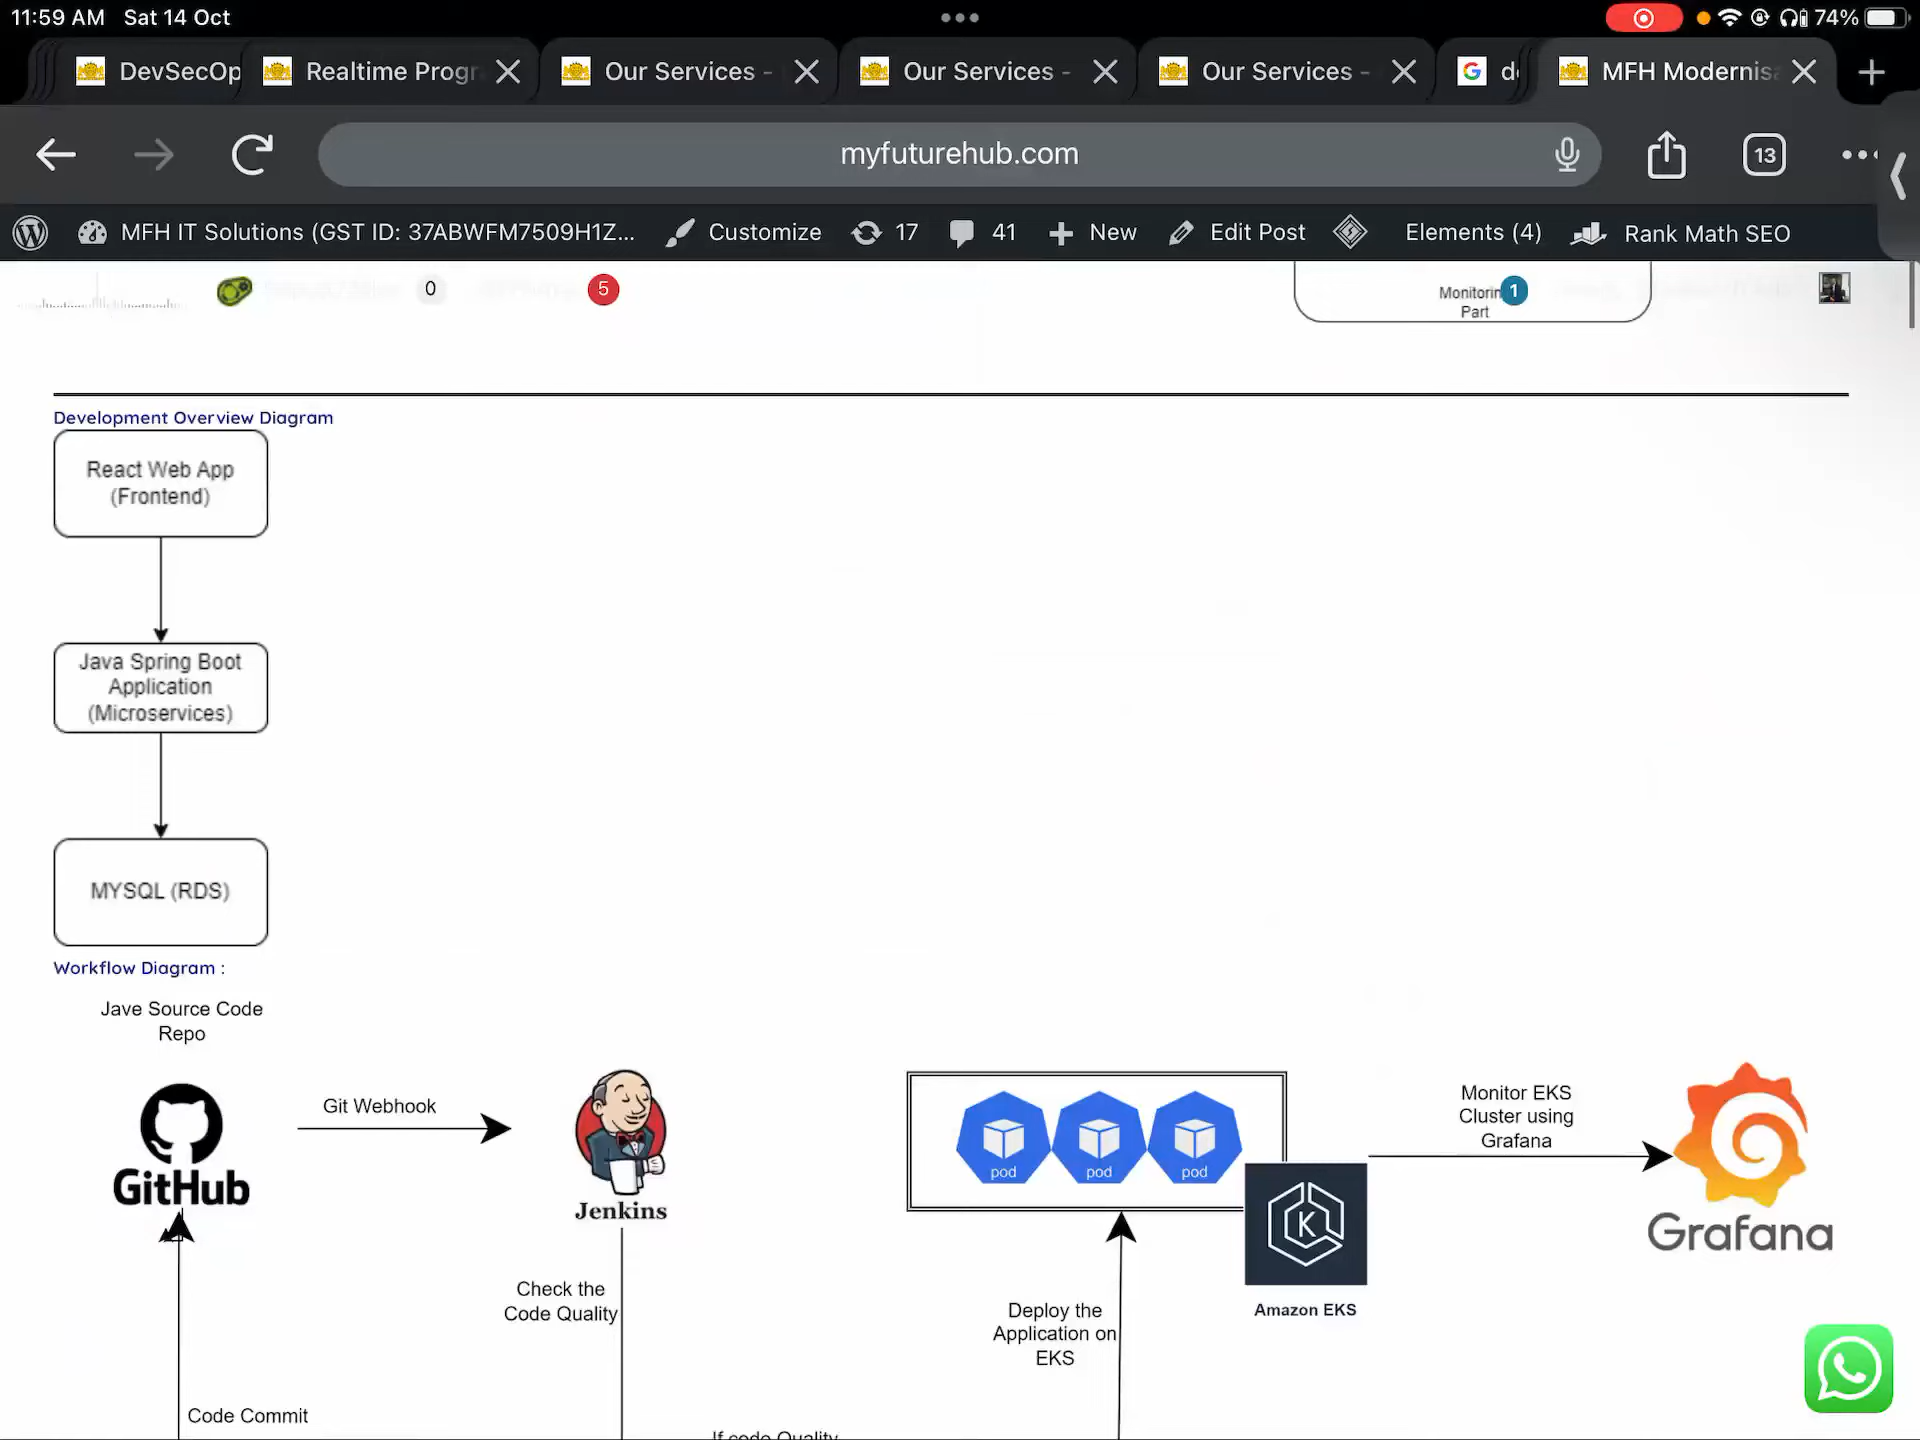 11:59 AM Sat 14 Oct
74%
DevSecOp
Realtime Progr
Our Services -
Our Services -
Our Services -
MFH Modernis
myfuturehub.com
13
MFH IT Solutions (GST ID: 37ABWFM7509H1Z...
Customize
17
41
New
Edit Post
Elements (4)
Rank Math SEO
0
5
1
Monitorin
Part
Development Overview Diagram
React Web App
(Frontend)
Java Spring Boot
Application
(Microservices)
MYSQL (RDS)
Workflow Diagram :
Jave Source Code
Repo
GitHub
Git Webhook
Jenkins
pod
pod
pod
K
Amazon EKS
Monitor EKS
Cluster using
Grafana
Grafana
Check the
Code Quality
Deploy the
Application on
EKS
Code Commit
If code Quality